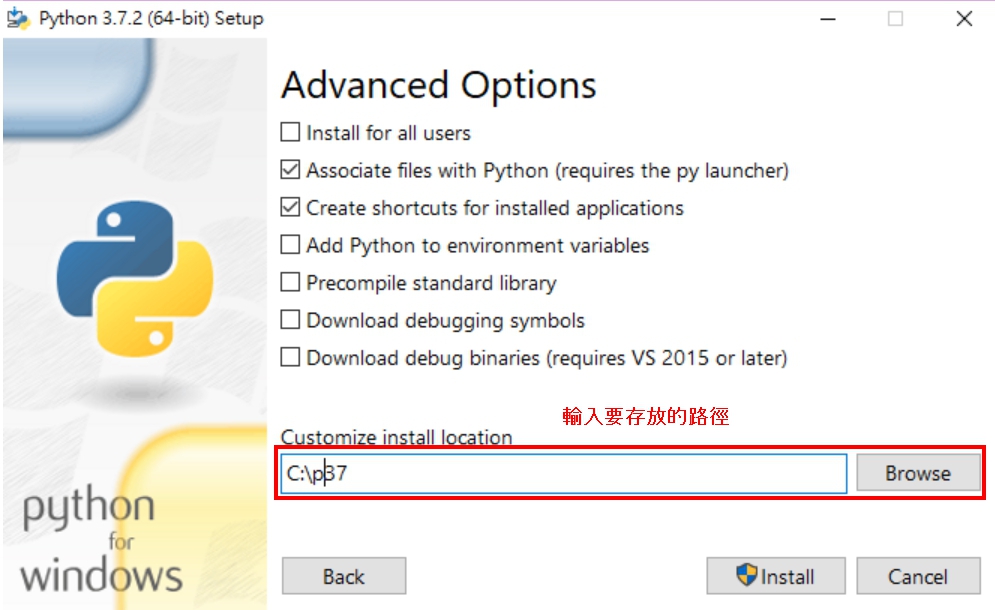 Python 3.7.2 (64-bit) Setup
Advanced Options
Install for all users
Associate files with Python (requires the py launcher)
Create shortcuts for installed applications
Add Python to environment variables
Precompile standard library
Download debugging symbols
Download debug binaries (requires VS 2015 or later)
輸入要存放的路徑
Customize install location
C:\p37
Browse
python
for
windows
Back
Install
Cancel